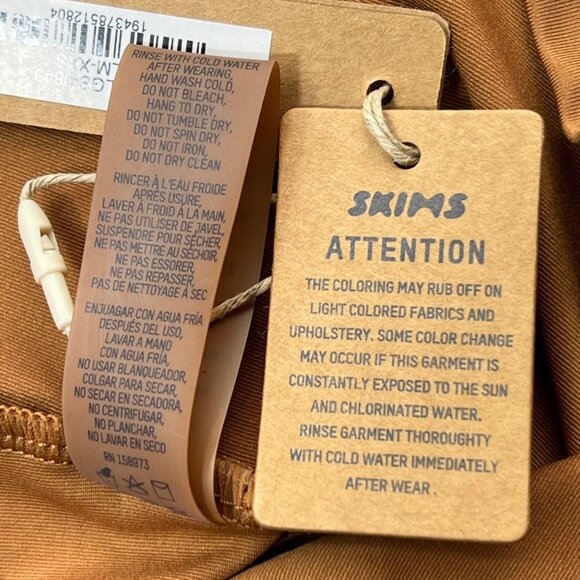 194378512804
RINSE WITH COLD WATER
AFTER WEARING,
HAND WASH COLD,
DO NOT BLEACH,
HANG TO DRY,
DO NOT TUMBLE DRY,
DO NOT SPIN DRY,
DO NOT IRON,
DO NOT DRY CLEAN
RINCER À L'EAU FROIDE
APRÈS USURE,
LAVER À FROID À LA MAIN,
NE PAS UTILISER DE JAVEL,
SUSPENDRE POUR SÉCHER,
NE PAS METTRE AU SÉCHOIR,
NE PAS ESSORER,
NE PAS REPASSER,
PAS DE NETTOYAGE À SEC
ENJUAGAR CON AGUA FRÍA
DESPUÉS DEL USO,
LAVAR A MANO
CON AGUA FRÍA,
NO USAR BLANQUEADOR,
COLGAR PARA SECAR,
NO SECAR EN SECADORA,
NO CENTRIFUGAR,
NO PLANCHAR,
NO LAVAR EN SECO
RN 158973
SKIMS
ATTENTION
THE COLORING MAY RUB OFF ON
LIGHT COLORED FABRICS AND
UPHOLSTERY. SOME COLOR CHANGE
MAY OCCUR IF THIS GARMENT IS
CONSTANTLY EXPOSED TO THE SUN
AND CHLORINATED WATER.
RINSE GARMENT THOROUGHTY
WITH COLD WATER IMMEDIATELY
AFTER WEAR.